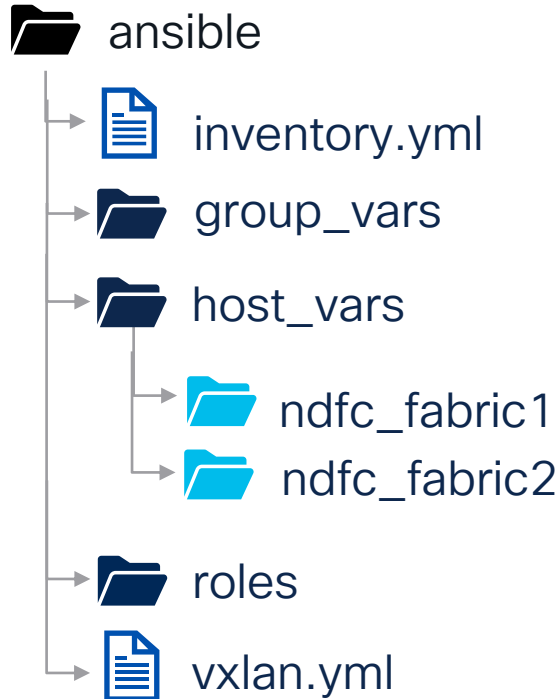 ansible
inventory.yml
group_vars
host_vars
ndfc_fabric1
ndfc_fabric2
roles
vxlan.yml